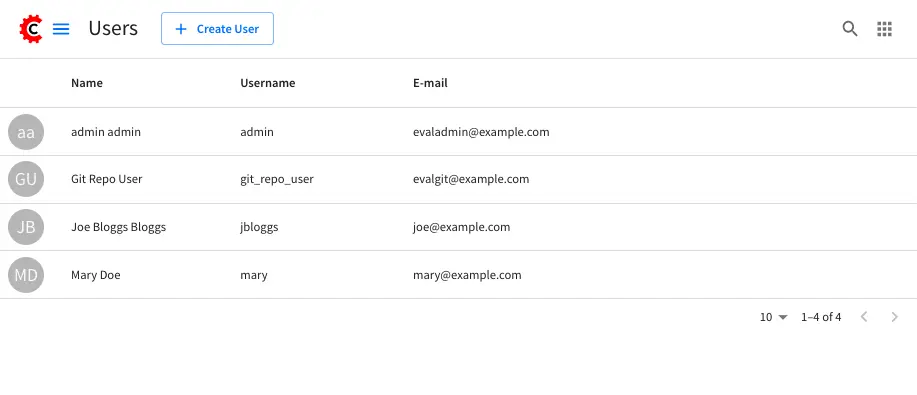 C Users + Create User
Name Username E-mail
aa admin admin admin evaladmin@example.com
GU Git Repo User git_repo_user evalgit@example.com
JB Joe Bloggs Bloggs jbloggs joe@example.com
MD Mary Doe mary mary@example.com
10 1–4 of 4